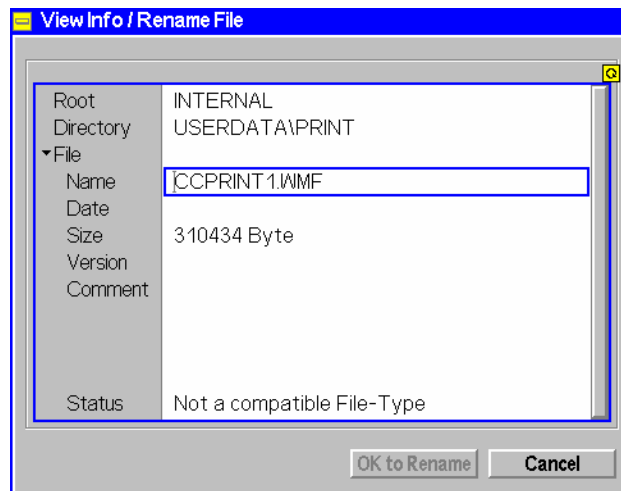 View Info / Rename File
Root INTERNAL
Directory USERDATA\PRINT
File
Name CCPRINT1.WMF
Date
Size 310434 Byte
Version
Comment
Status Not a compatible File-Type
OK to Rename Cancel